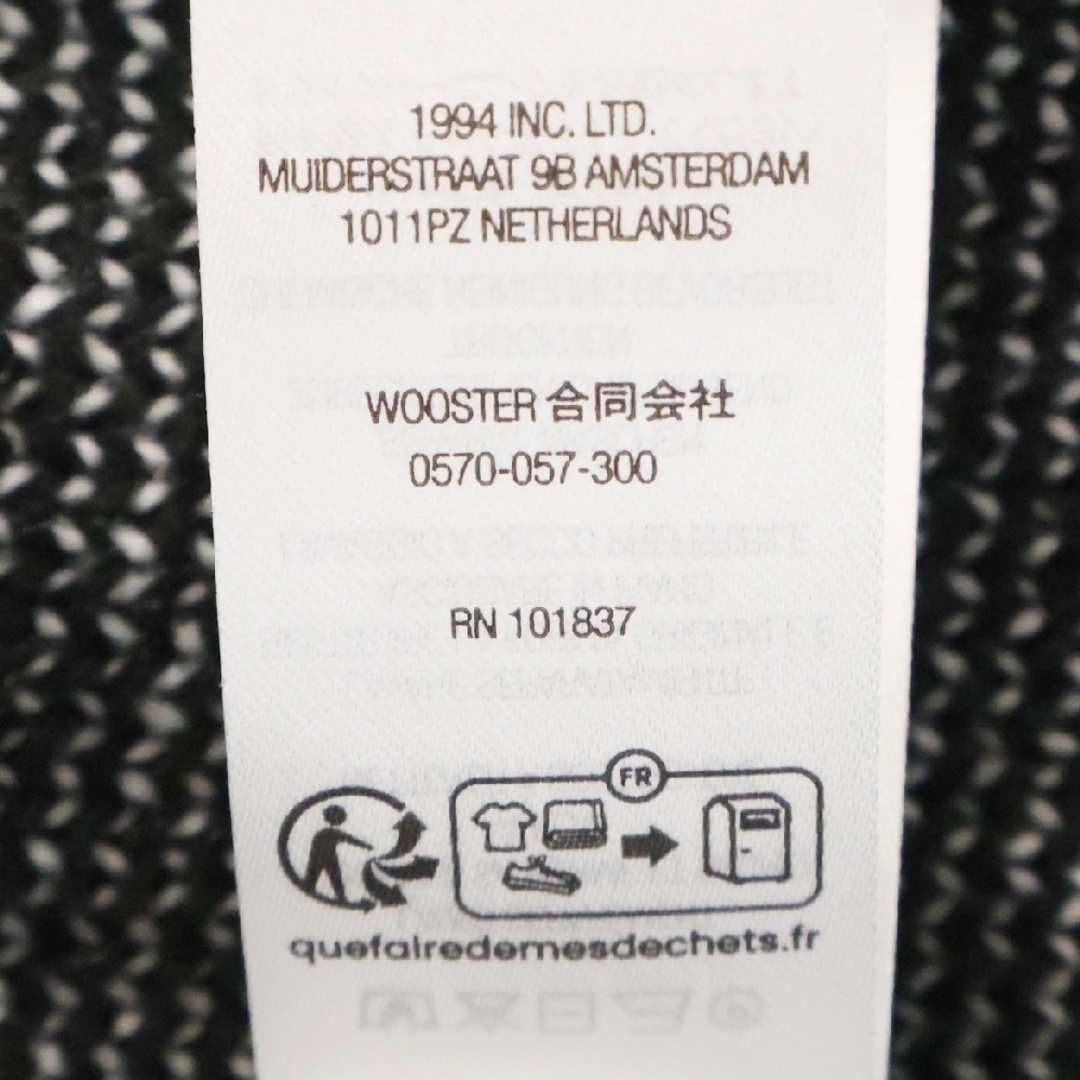 1994 INC. LTD.
MUIDERSTRAAT 9B AMSTERDAM
1011PZ NETHERLANDS
WOOSTER 合同会社
0570-057-300
RN 101837
FR
quefairedemesdechets.fr